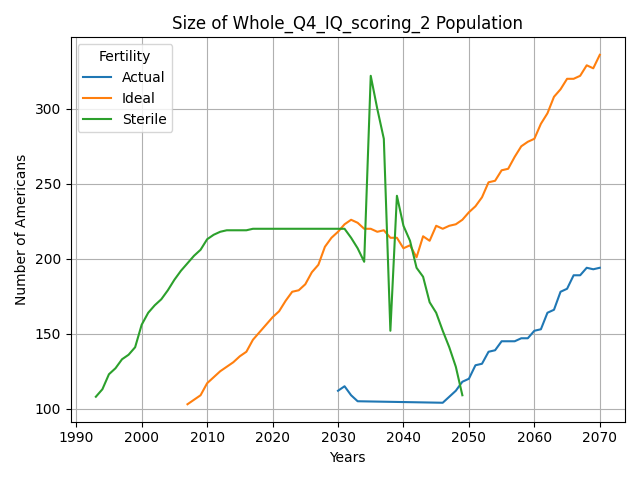 Size of Whole_Q4_IQ_scoring_2 Population
Fertility
Actual
Ideal
Sterile
Number of Americans
300
250
200
150
100
1990
2000
2010
2020
2030
2040
2050
2060
2070
Years